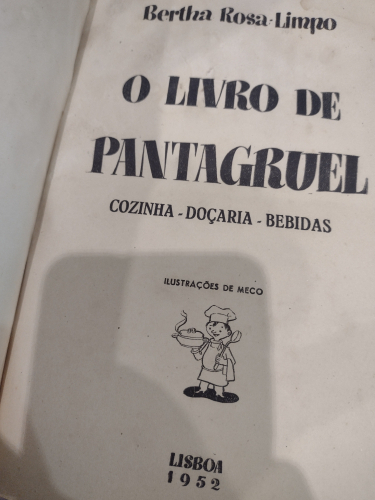 Bertha Rosa-Limpo
O LIVRO DE
PANTAGRUEL
COZINHA - DOÇARIA - BEBIDAS
ILUSTRAÇÕES DE MECO
LISBOA
1952